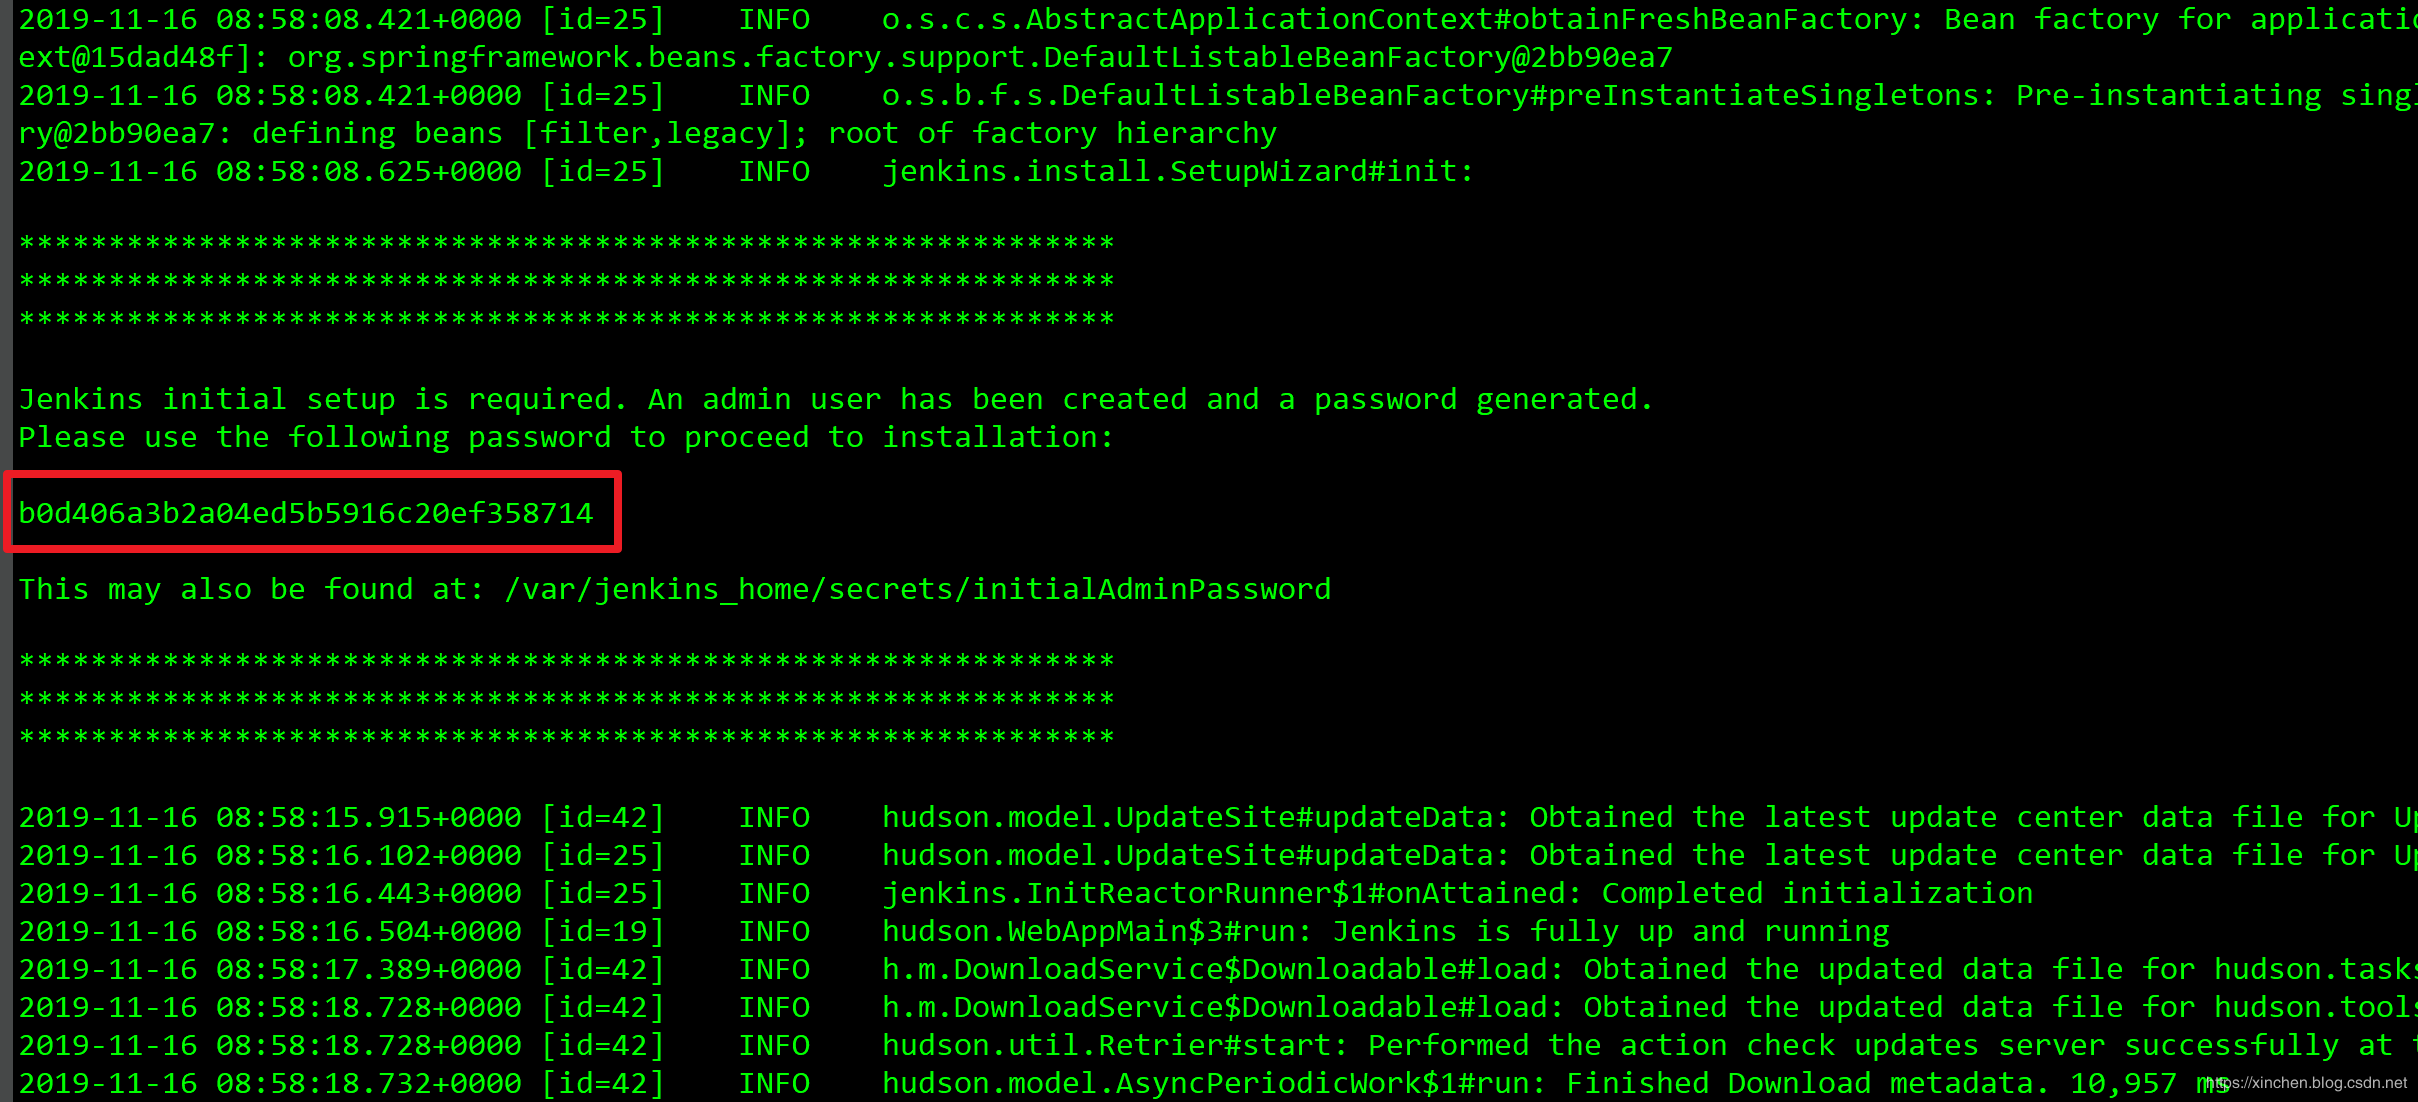 2019-11-16 08:58:08.421+0000 [id=25]    INFO    o.s.c.s.AbstractApplicationContext#obtainFreshBeanFactory: Bean factory for
ext@15dad48f]: org.springframework.beans.factory.support.DefaultListableBeanFactory@2bb90ea7
2019-11-16 08:58:08.421+0000 [id=25]    INFO    o.s.b.f.s.DefaultListableBeanFactory#preInstantiateSingletons: Pre-instantiating
ry@2bb90ea7: defining beans [filter,legacy]; root of factory hierarchy
2019-11-16 08:58:08.625+0000 [id=25]    INFO    jenkins.install.SetupWizard#init:
*************************************************************
*************************************************************
*************************************************************
Jenkins initial setup is required. An admin user has been created and a password generated.
Please use the following password to proceed to installation:
b0d406a3b2a04ed5b5916c20ef358714
This may also be found at: /var/jenkins_home/secrets/initialAdminPassword
*************************************************************
*************************************************************
*************************************************************
2019-11-16 08:58:15.915+0000 [id=42]    INFO    hudson.model.UpdateSite#updateData: Obtained the latest update center data file for
2019-11-16 08:58:16.102+0000 [id=25]    INFO    hudson.model.UpdateSite#updateData: Obtained the latest update center data file for
2019-11-16 08:58:16.443+0000 [id=25]    INFO    jenkins.InitReactorRunner$1#onAttained: Completed initialization
2019-11-16 08:58:16.504+0000 [id=19]    INFO    hudson.WebAppMain$3#run: Jenkins is fully up and running
2019-11-16 08:58:17.389+0000 [id=42]    INFO    h.m.DownloadService$Downloadable#load: Obtained the updated data file for hudson.tasks
2019-11-16 08:58:18.728+0000 [id=42]    INFO    h.m.DownloadService$Downloadable#load: Obtained the updated data file for hudson.tools
2019-11-16 08:58:18.728+0000 [id=42]    INFO    hudson.util.Retrier#start: Performed the action check updates server successfully at
2019-11-16 08:58:18.732+0000 [id=42]    INFO    hudson.model.AsyncPeriodicWork$1#run: Finished Download metadata. 10,957 ms
https://xinchen.blog.csdn.net